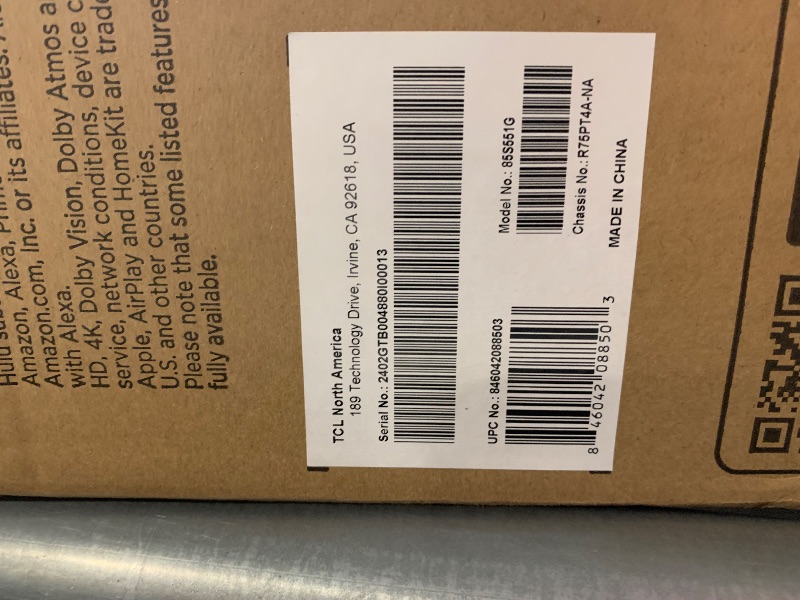 Amazon, Alexa,
Amazon.com, Inc. or its affiliates.
with Alexa.
HD, 4K, Dolby Vision, Dolby Atmos a
service, network conditions, device c
Apple, AirPlay and HomeKit are trade
U.S. and other countries.
Please note that some listed features
fully available.
TCL North America
189 Technology Drive, Irvine, CA 92618, USA
Serial No.: 2402GTB004880I00013
UPC No.: 846042088503
8 46042 08850 3
Model No.: 85S551G
Chassis No.: R75PT4A-NA
MADE IN CHINA